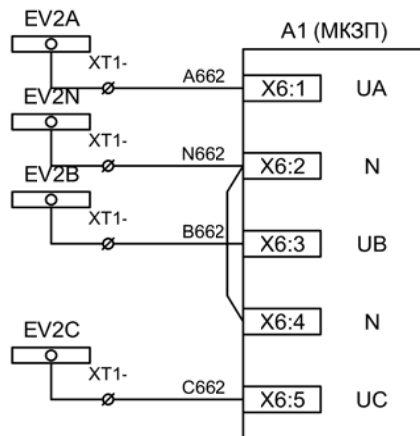 EV2A
A1 (МКЗП)
XT1-
A662
X6:1
UA
EV2N
XT1-
N662
X6:2
N
EV2B
XT1-
B662
X6:3
UB
X6:4
N
EV2C
XT1-
C662
X6:5
UC